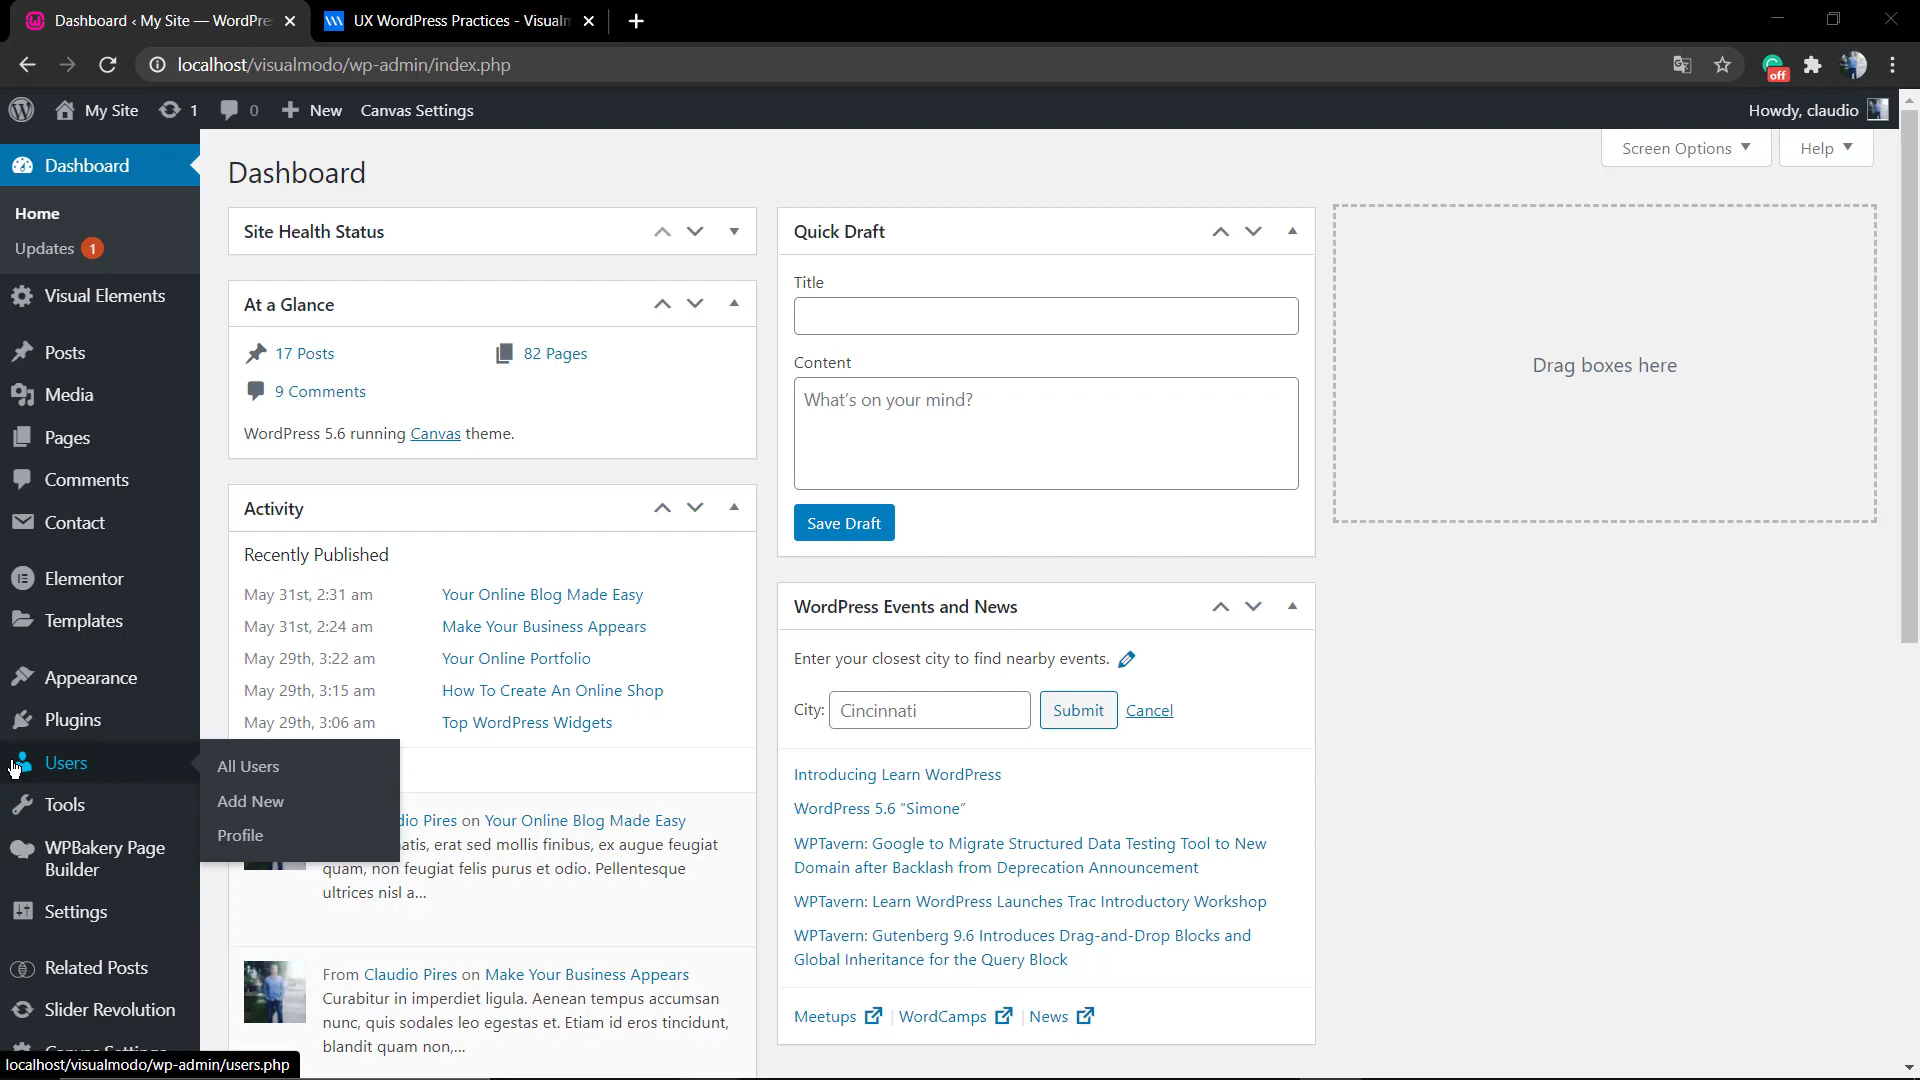 Dashboard ‹ My Site — WordPre
UX WordPress Practices - Visualm
localhost/visualmodo/wp-admin/index.php
off
My Site
1
0
New
Canvas Settings
Howdy, claudio
Dashboard
Home
Updates 1
Visual Elements
Posts
Media
Pages
Comments
Contact
Elementor
Templates
Appearance
Plugins
Users
Tools
WPBakery Page
Builder
Settings
Related Posts
Slider Revolution
All Users
Add New
Profile
localhost/visualmodo/wp-admin/users.php
Screen Options
Help
Dashboard
Site Health Status
At a Glance
17 Posts
82 Pages
9 Comments
WordPress 5.6 running Canvas theme.
Activity
Recently Published
May 31st, 2:31 am Your Online Blog Made Easy
May 31st, 2:24 am Make Your Business Appears
May 29th, 3:22 am Your Online Portfolio
May 29th, 3:15 am How To Create An Online Shop
May 29th, 3:06 am Top WordPress Widgets
dio Pires on Your Online Blog Made Easy
atis, erat sed mollis finibus, ex augue feugiat
quam, non feugiat felis purus et odio. Pellentesque
ultrices nisl a...
From Claudio Pires on Make Your Business Appears
Curabitur in imperdiet ligula. Aenean tempus accumsan
nunc, quis sodales leo egestas et. Etiam id eros tincidunt,
blandit quam non,...
Quick Draft
Title
Content
What's on your mind?
Save Draft
WordPress Events and News
Enter your closest city to find nearby events.
City: Cincinnati Submit Cancel
Introducing Learn WordPress
WordPress 5.6 “Simone”
WPTavern: Google to Migrate Structured Data Testing Tool to New
Domain after Backlash from Deprecation Announcement
WPTavern: Learn WordPress Launches Trac Introductory Workshop
WPTavern: Gutenberg 9.6 Introduces Drag-and-Drop Blocks and
Global Inheritance for the Query Block
Meetups | WordCamps | News
Drag boxes here